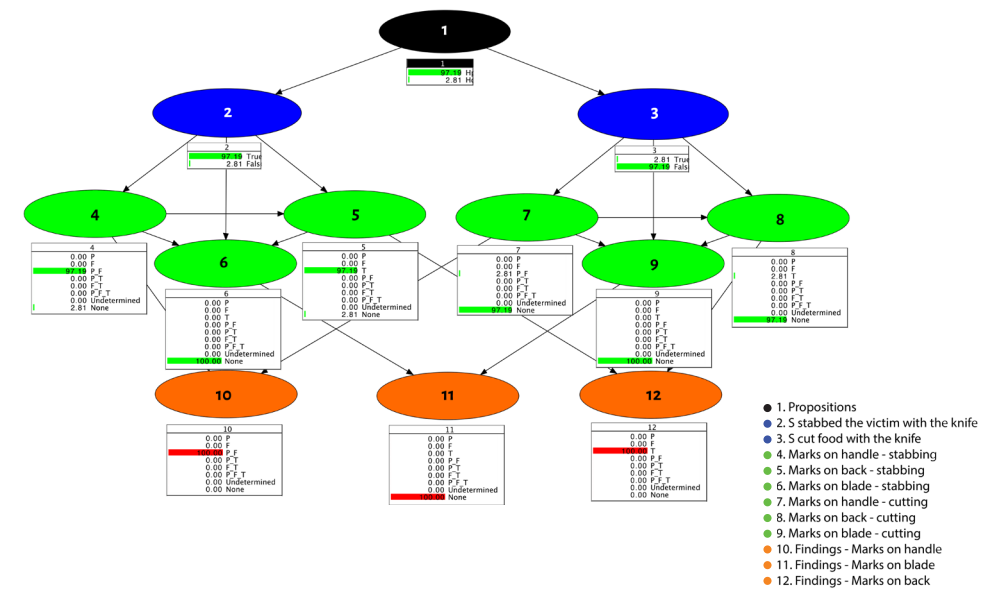 1
1
97.19 H
2.81 H
2
3
2
97.19 True
2.81 Fals
3
2.81 True
97.19 Fals
4
5
7
8
6
9
4
0.00 P
0.00 F
97.19 P_F
0.00 P_T
0.00 F_T
0.00 P_F_T
0.00 Undetermined
2.81 None
5
0.00 P
0.00 F
97.19 T
0.00 P_F
0.00 P_T
0.00 F_T
0.00 P_F_T
0.00 Undetermined
2.81 None
7
0.00 P
0.00 F
2.81 P_F
0.00 P_T
0.00 F_T
0.00 P_F_T
0.00 Undetermined
97.19 None
8
0.00 P
0.00 F
2.81 T
0.00 P_F
0.00 P_T
0.00 F_T
0.00 P_F_T
0.00 Undetermined
97.19 None
6
0.00 P
0.00 F
0.00 T
0.00 P_F
0.00 P_T
0.00 F_T
0.00 P_F_T
0.00 Undetermined
100.00 None
9
0.00 P
0.00 F
0.00 T
0.00 P_F
0.00 P_T
0.00 F_T
0.00 P_F_T
0.00 Undetermined
100.00 None
10
11
12
10
0.00 P
0.00 F
100.00 P_F
0.00 P_T
0.00 F_T
0.00 P_F_T
0.00 Undetermined
0.00 None
11
0.00 P
0.00 F
0.00 T
0.00 P_F
0.00 P_T
0.00 F_T
0.00 P_F_T
0.00 Undetermined
100.00 None
12
0.00 P
0.00 F
100.00 T
0.00 P_F
0.00 P_T
0.00 F_T
0.00 P_F_T
0.00 Undetermined
0.00 None
1. Propositions
2. S stabbed the victim with the knife
3. S cut food with the knife
4. Marks on handle - stabbing
5. Marks on back - stabbing
6. Marks on blade - stabbing
7. Marks on handle - cutting
8. Marks on back - cutting
9. Marks on blade - cutting
10. Findings - Marks on handle
11. Findings - Marks on blade
12. Findings - Marks on back